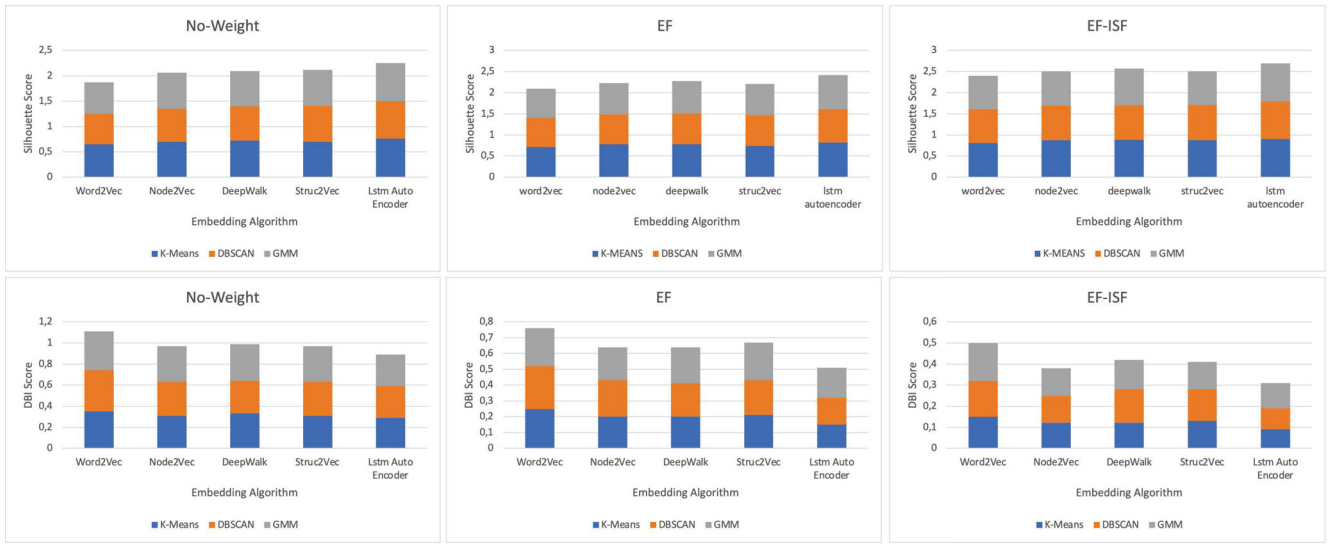 No-Weight
2,5
2
1,5
1
0,5
0
Silhouette Score
Word2Vec Node2Vec DeepWalk Struc2Vec Lstm Auto
Encoder
Embedding Algorithm
K-Means DBSCAN GMM
EF
3
2,5
2
1,5
1
0,5
0
Silhouette Score
word2vec node2vec deepwalk struc2vec lstm
autoencoder
Embedding Algorithm
K-MEANS DBSCAN GMM
EF-ISF
3
2,5
2
1,5
1
0,5
0
Silhouette Score
word2vec node2vec deepwalk struc2vec lstm
autoencoder
Embedding Algorithm
K-MEANS DBSCAN GMM
No-Weight
1,2
1
0,8
0,6
0,4
0,2
0
DBI Score
Word2Vec Node2Vec DeepWalk Struc2Vec Lstm Auto
Encoder
Embedding Algorithm
K-Means DBSCAN GMM
EF
0,8
0,7
0,6
0,5
0,4
0,3
0,2
0,1
0
DBI Score
Word2Vec Node2Vec DeepWalk Struc2Vec Lstm Auto
Encoder
Embedding Algorithm
K-Means DBSCAN GMM
EF-ISF
0,6
0,5
0,4
0,3
0,2
0,1
0
DBI Score
Word2Vec Node2Vec DeepWalk Struc2Vec Lstm Auto
Encoder
Embedding Algorithm
K-Means DBSCAN GMM